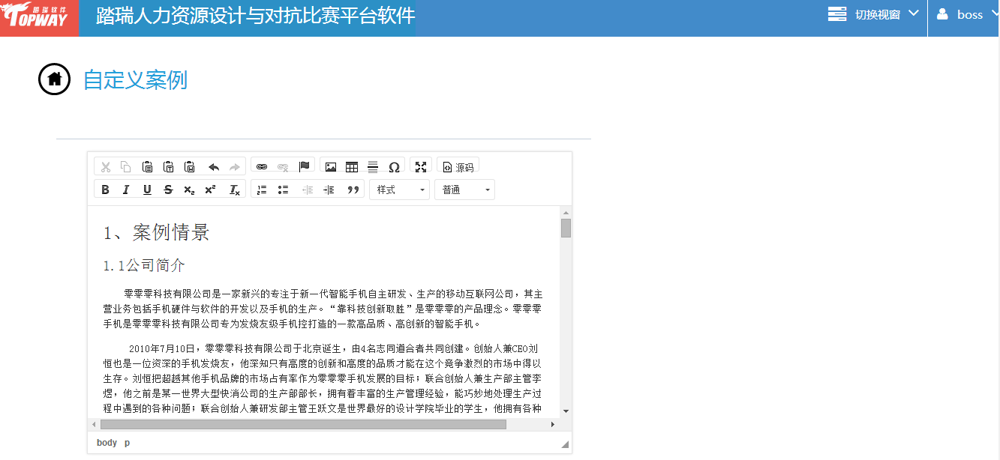 踏瑞软件
TOPWAY
踏瑞人力资源设计与对抗比赛平台软件
切换视窗
boss
自定义案例
源码
B I U S x₂ x² Tx
样式
普通
1、案例情景
1.1公司简介
零零零科技有限公司是一家新兴的专注于新一代智能手机自主研发、生产的移动互联网公司，其主
营业务包括手机硬件与软件的开发以及手机的生产。“靠科技创新取胜”是零零零的产品理念。零零零
手机是零零零科技有限公司专为发烧友级手机控打造的一款高品质、高创新的智能手机。
2010年7月10日，零零零科技有限公司于北京诞生，由4名志同道合者共同创建。创始人兼CEO刘
恒也是一位资深的手机发烧友，他深知只有高度的创新和高度的品质才能在这个竞争激烈的市场中得以
生存。刘恒把超越其他手机品牌的市场占有率作为零零零手机发展的目标；联合创始人兼生产部主管李
煜，他之前是某一世界大型快消公司的生产部部长，拥有着丰富的生产管理经验，能巧妙地处理生产过
程中遇到的各种问题；联合创始人兼研发部主管王跃文是世界最好的设计学院毕业的学生，他拥有各种
body p